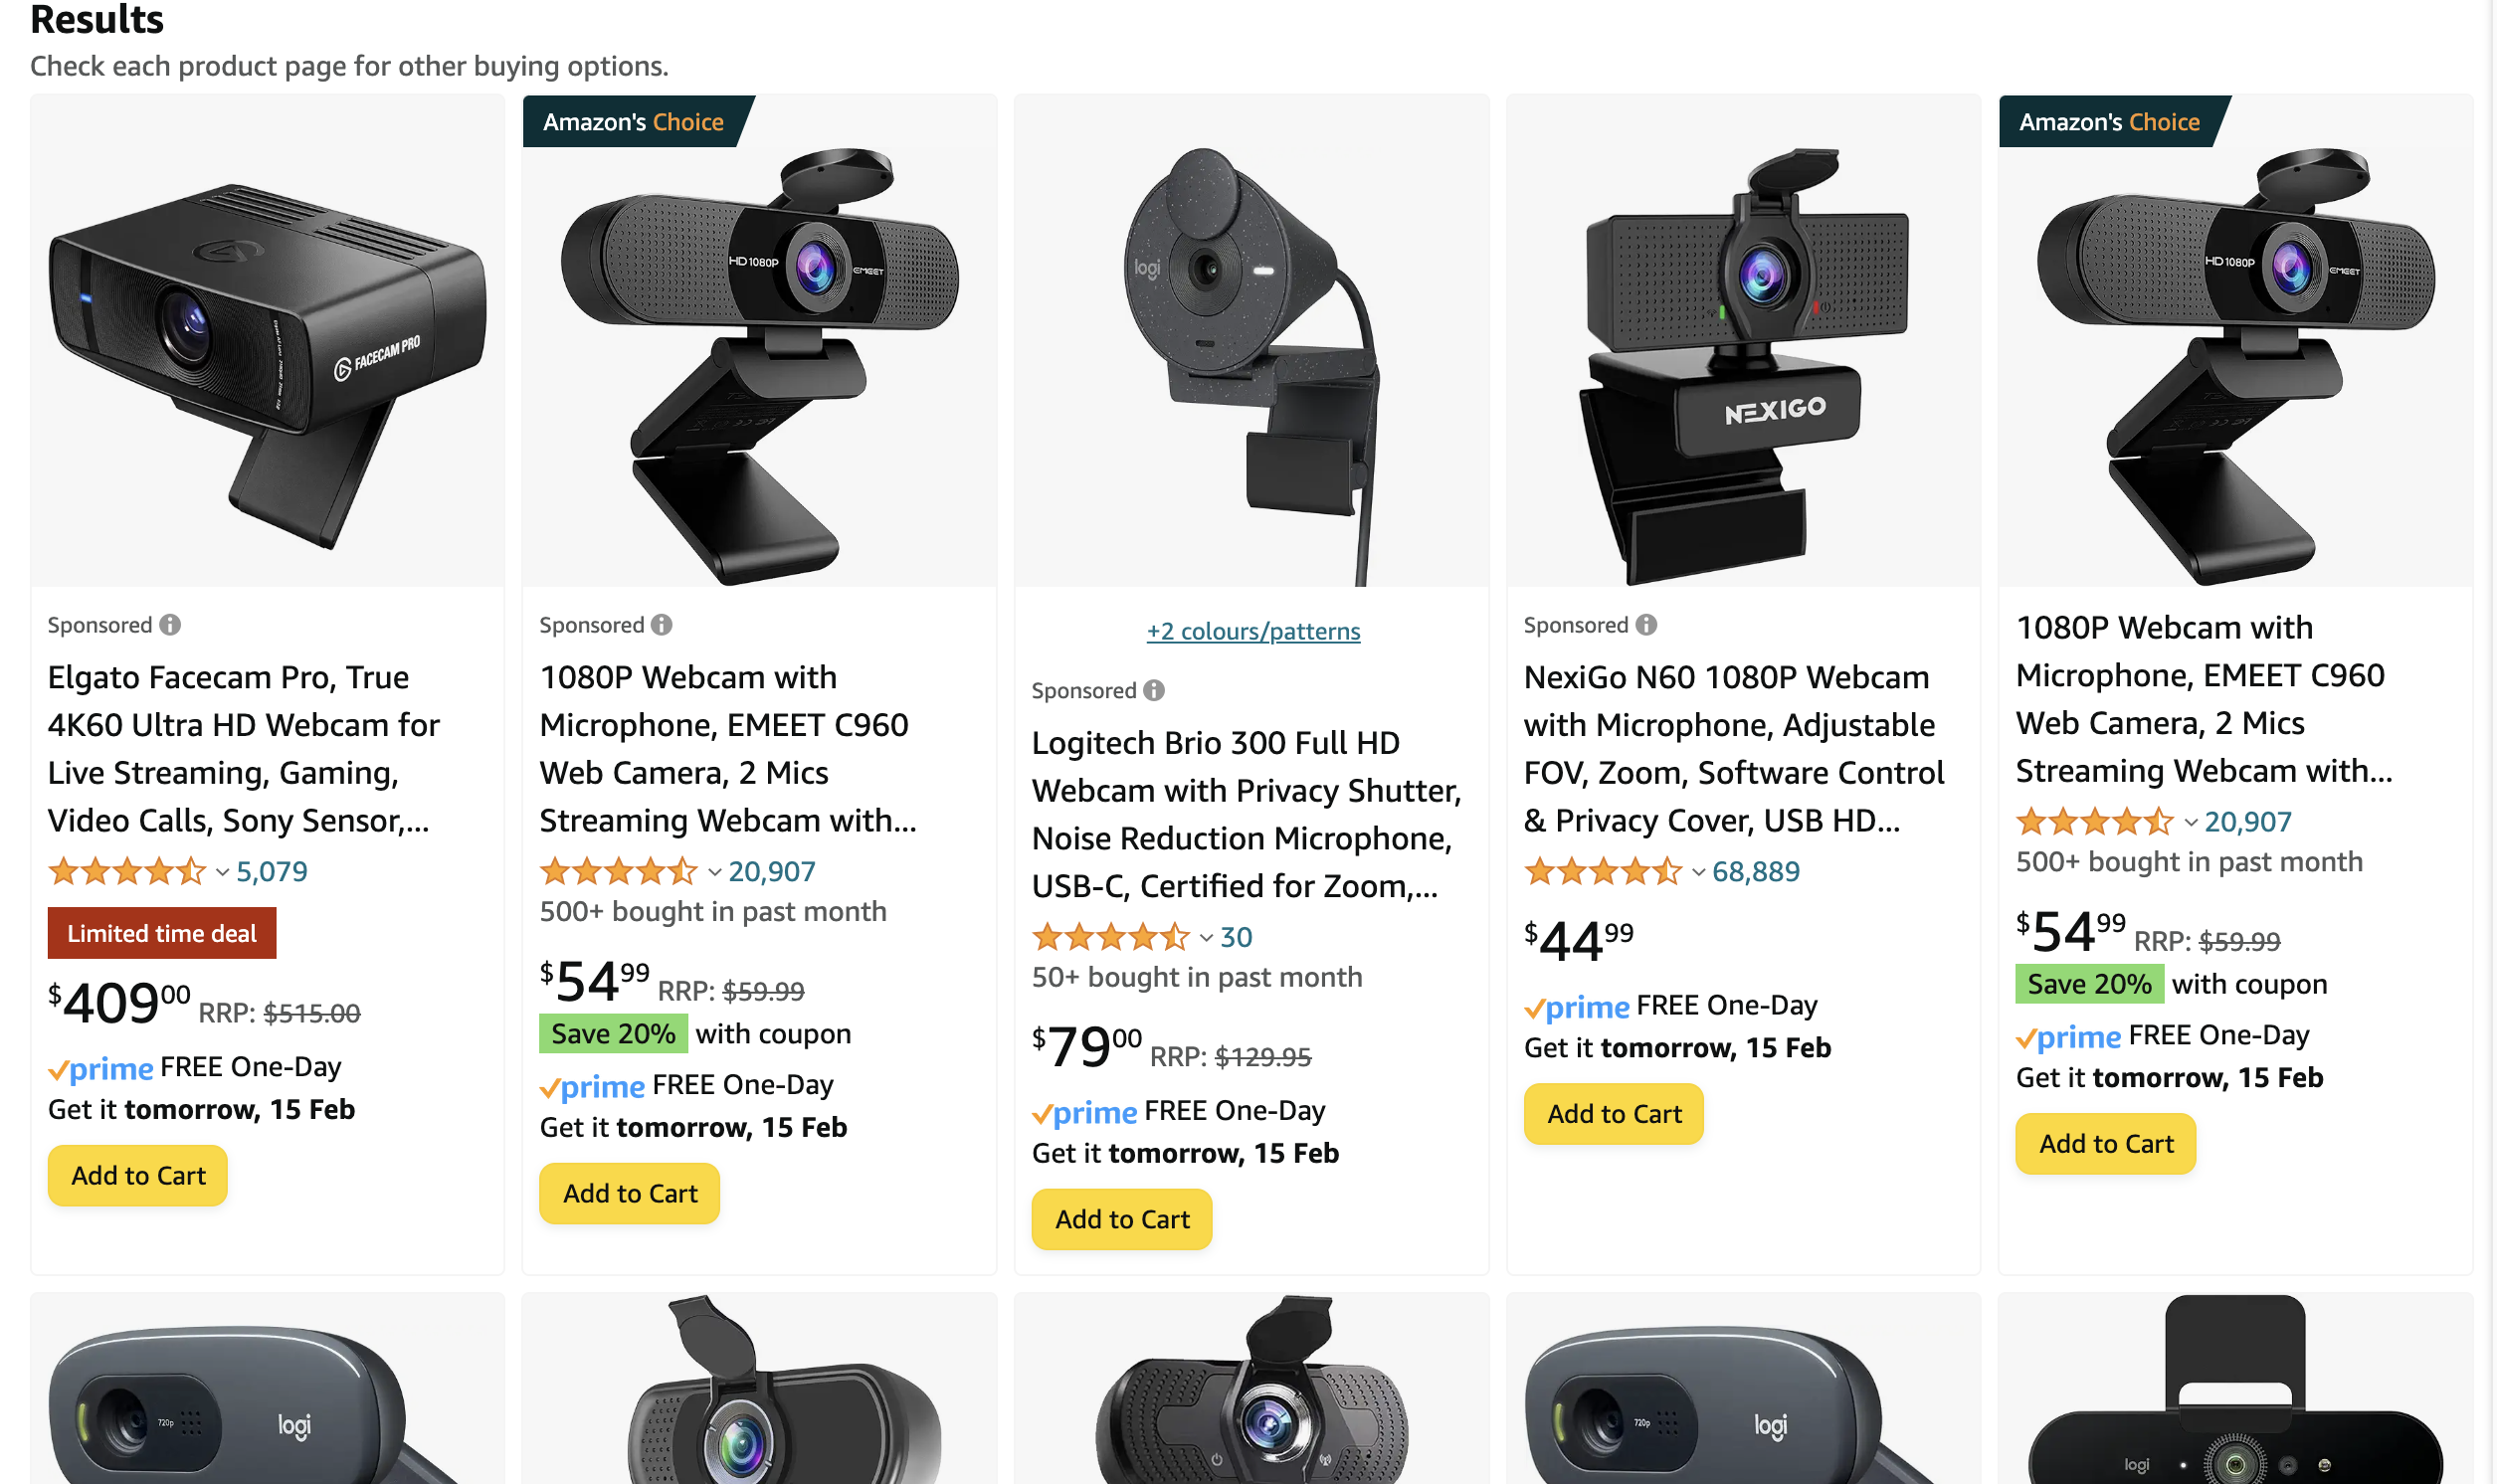 Results
Check each product page for other buying options.
FACECAM PRO
Sponsored
Elgato Facecam Pro, True
4K60 Ultra HD Webcam for
Live Streaming, Gaming,
Video Calls, Sony Sensor,...
5,079
Limited time deal
$409.00 RRP: $515.00
prime FREE One-Day
Get it tomorrow, 15 Feb
Add to Cart
Amazon's Choice
HD 1080P
EMEET
Sponsored
1080P Webcam with
Microphone, EMEET C960
Web Camera, 2 Mics
Streaming Webcam with...
20,907
500+ bought in past month
$54.99 RRP: $59.99
Save 20% with coupon
prime FREE One-Day
Get it tomorrow, 15 Feb
Add to Cart
logi
+2 colours/patterns
Sponsored
Logitech Brio 300 Full HD
Webcam with Privacy Shutter,
Noise Reduction Microphone,
USB-C, Certified for Zoom,...
30
50+ bought in past month
$79.00 RRP: $129.95
prime FREE One-Day
Get it tomorrow, 15 Feb
Add to Cart
NEXIGO
Sponsored
NexiGo N60 1080P Webcam
with Microphone, Adjustable
FOV, Zoom, Software Control
& Privacy Cover, USB HD...
68,889
$44.99
prime FREE One-Day
Get it tomorrow, 15 Feb
Add to Cart
Amazon's Choice
HD 1080P
EMEET
1080P Webcam with
Microphone, EMEET C960
Web Camera, 2 Mics
Streaming Webcam with...
20,907
500+ bought in past month
$54.99 RRP: $59.99
Save 20% with coupon
prime FREE One-Day
Get it tomorrow, 15 Feb
Add to Cart
720p
logi
720p
logi
logi